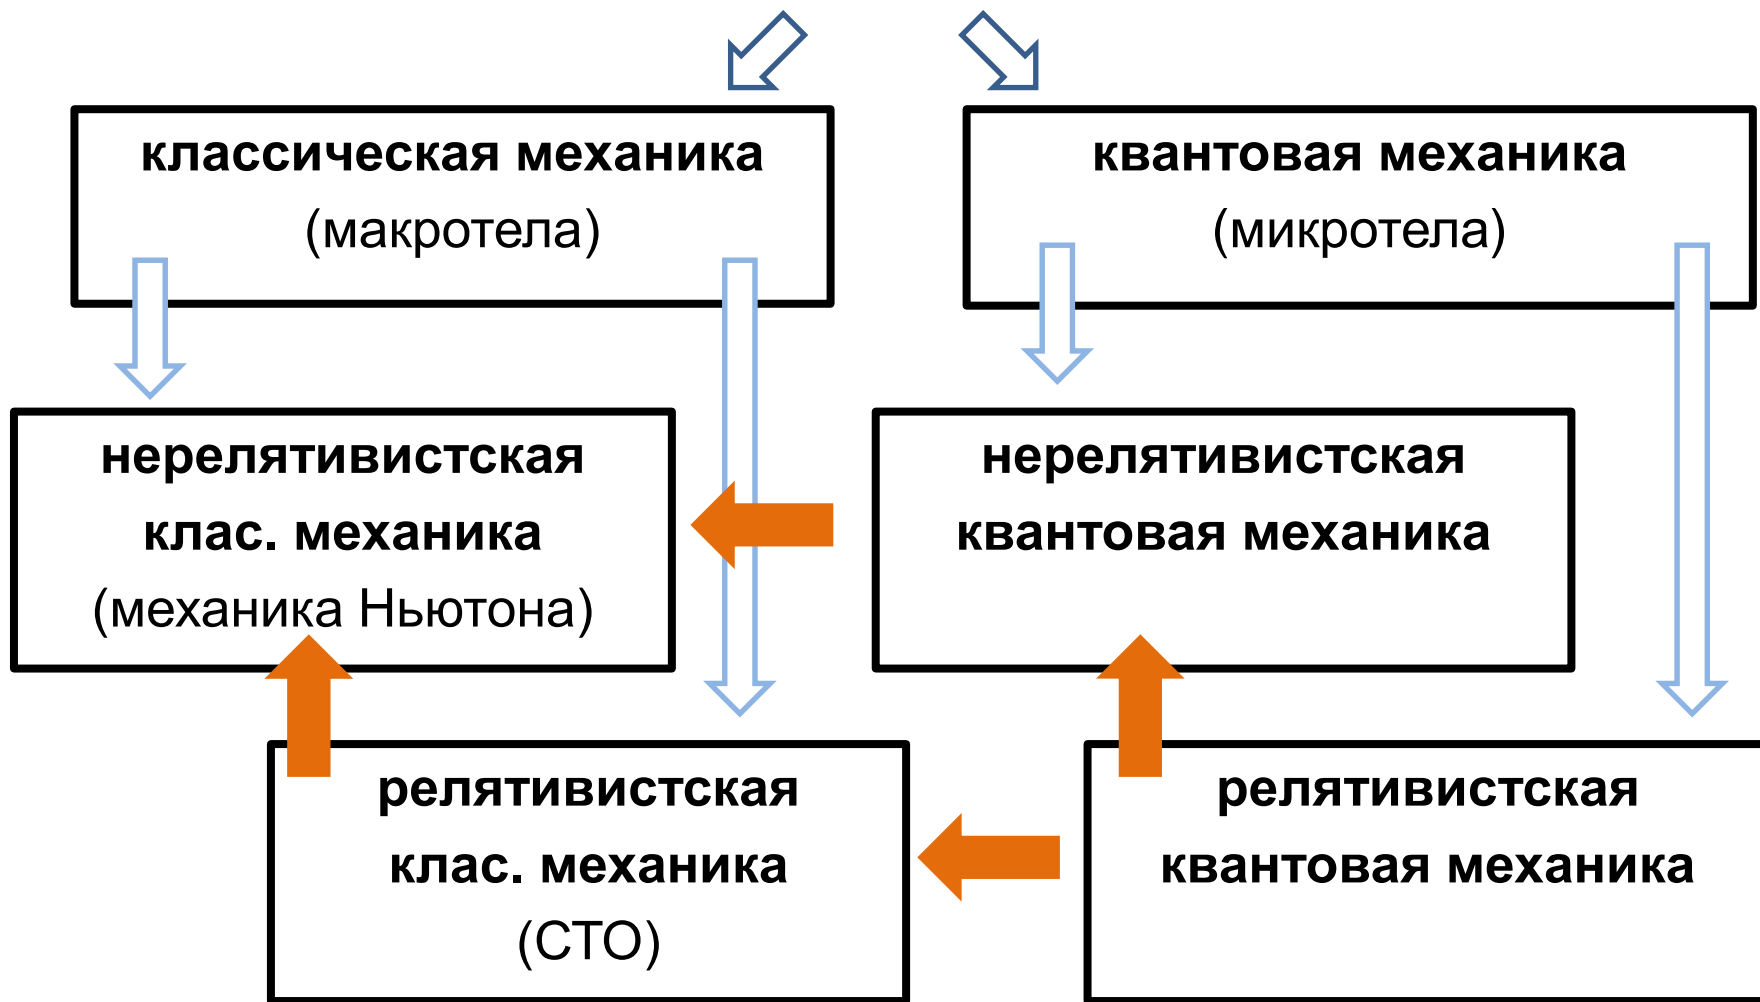 классическая механика
(макротела)
квантовая механика
(микротела)
нерелятивистская
клас. механика
(механика Ньютона)
нерелятивистская
квантовая механика
релятивистская
клас. механика
(СТО)
релятивистская
квантовая механика